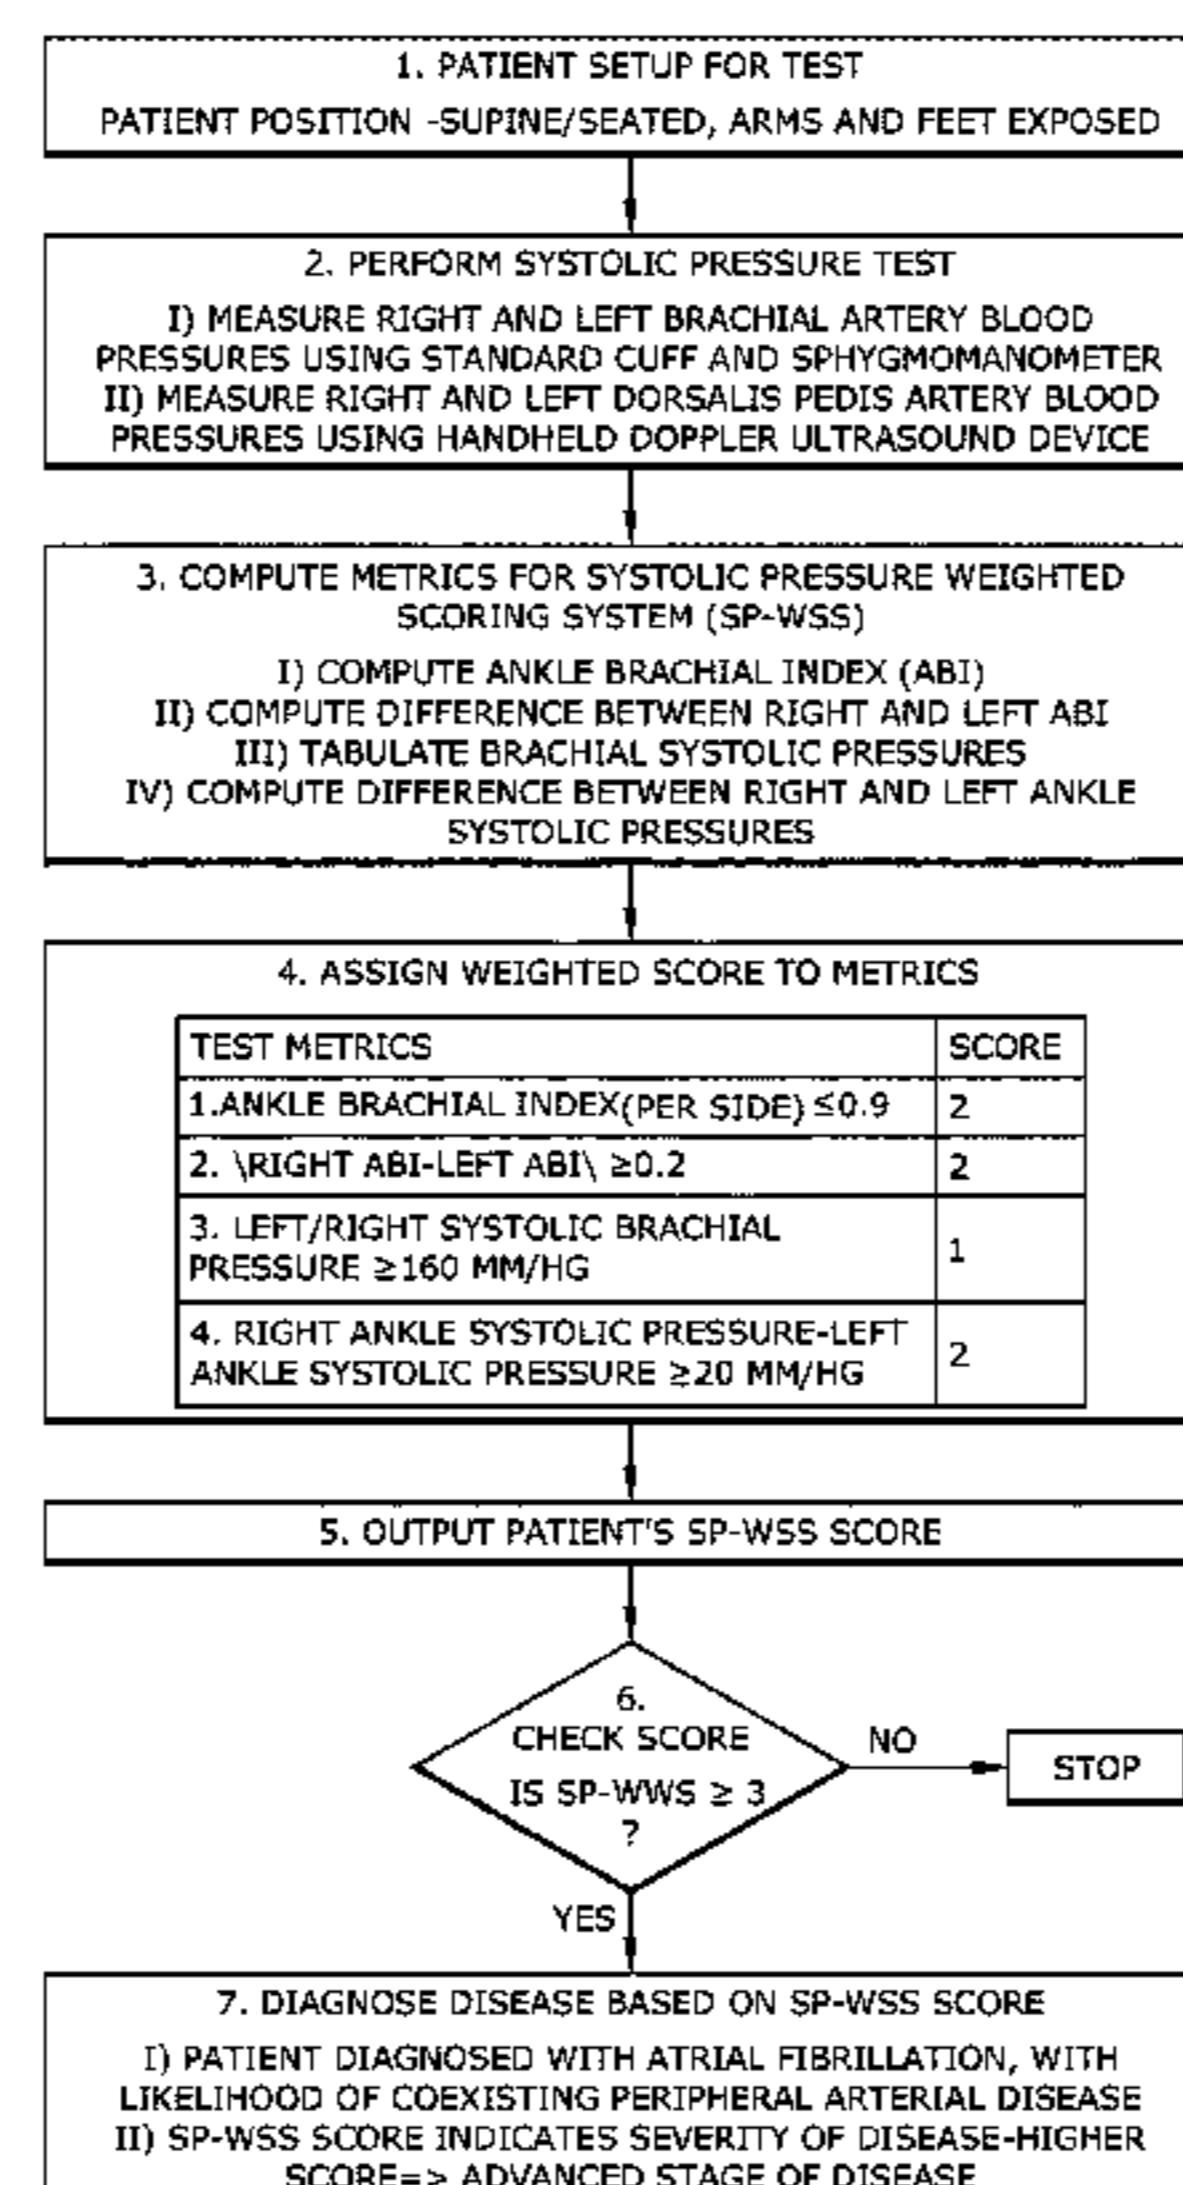 1. PATIENT SETUP FOR TEST
PATIENT POSITION -SUPINE/SEATED, ARMS AND FEET EXPOSED
2. PERFORM SYSTOLIC PRESSURE TEST
I) MEASURE RIGHT AND LEFT BRACHIAL ARTERY BLOOD
PRESSURES USING STANDARD CUFF AND SPHYGMOMANOMETER
II) MEASURE RIGHT AND LEFT DORSALIS PEDIS ARTERY BLOOD
PRESSURES USING HANDHELD DOPPLER ULTRASOUND DEVICE
3. COMPUTE METRICS FOR SYSTOLIC PRESSURE WEIGHTED
SCORING SYSTEM (SP-WSS)
I) COMPUTE ANKLE BRACHIAL INDEX (ABI)
II) COMPUTE DIFFERENCE BETWEEN RIGHT AND LEFT ABI
III) TABULATE BRACHIAL SYSTOLIC PRESSURES
IV) COMPUTE DIFFERENCE BETWEEN RIGHT AND LEFT ANKLE
SYSTOLIC PRESSURES
4. ASSIGN WEIGHTED SCORE TO METRICS
TEST METRICS SCORE
1.ANKLE BRACHIAL INDEX(PER SIDE) ≤0.9 2
2. \RIGHT ABI-LEFT ABI\ ≥0.2 2
3. LEFT/RIGHT SYSTOLIC BRACHIAL
PRESSURE ≥160 MM/HG 1
4. RIGHT ANKLE SYSTOLIC PRESSURE-LEFT
ANKLE SYSTOLIC PRESSURE ≥20 MM/HG 2
5. OUTPUT PATIENT'S SP-WSS SCORE
6.
CHECK SCORE
IS SP-WWS ≥ 3
?
NO
STOP
YES
7. DIAGNOSE DISEASE BASED ON SP-WSS SCORE
I) PATIENT DIAGNOSED WITH ATRIAL FIBRILLATION, WITH
LIKELIHOOD OF COEXISTING PERIPHERAL ARTERIAL DISEASE
II) SP-WSS SCORE INDICATES SEVERITY OF DISEASE-HIGHER
SCORE=> ADVANCED STAGE OF DISEASE